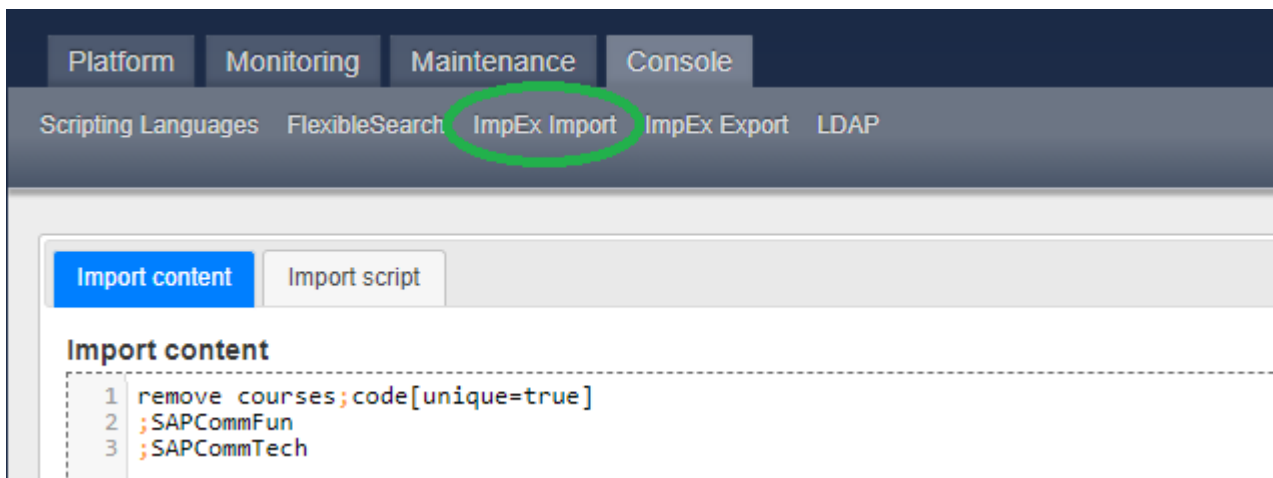 Platform Monitoring Maintenance Console
Scripting Languages FlexibleSearch ImpEx Import ImpEx Export LDAP
Import content Import script
Import content
1 remove courses;code[unique=true]
2 ;SAPCommFun
3 ;SAPCommTech